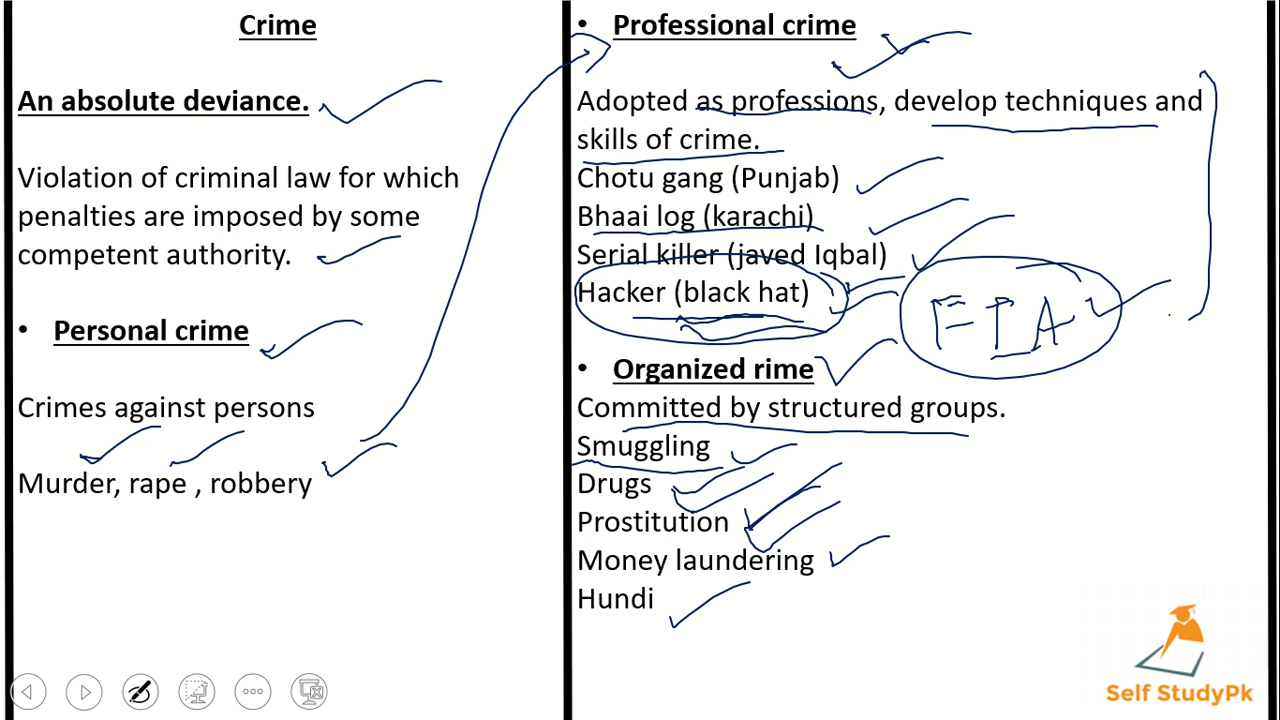 Crime
An absolute deviance.
Violation of criminal law for which
penalties are imposed by some
competent authority.
• Personal crime
Crimes against persons
Murder, rape , robbery
• Professional crime
Adopted as professions, develop techniques and
skills of crime.
Chotu gang (Punjab)
Bhaai log (karachi)
Serial killer (javed Iqbal)
Hacker (black hat)
FIA
• Organized rime
Committed by structured groups.
Smuggling
Drugs
Prostitution
Money laundering
Hundi
Self StudyPk